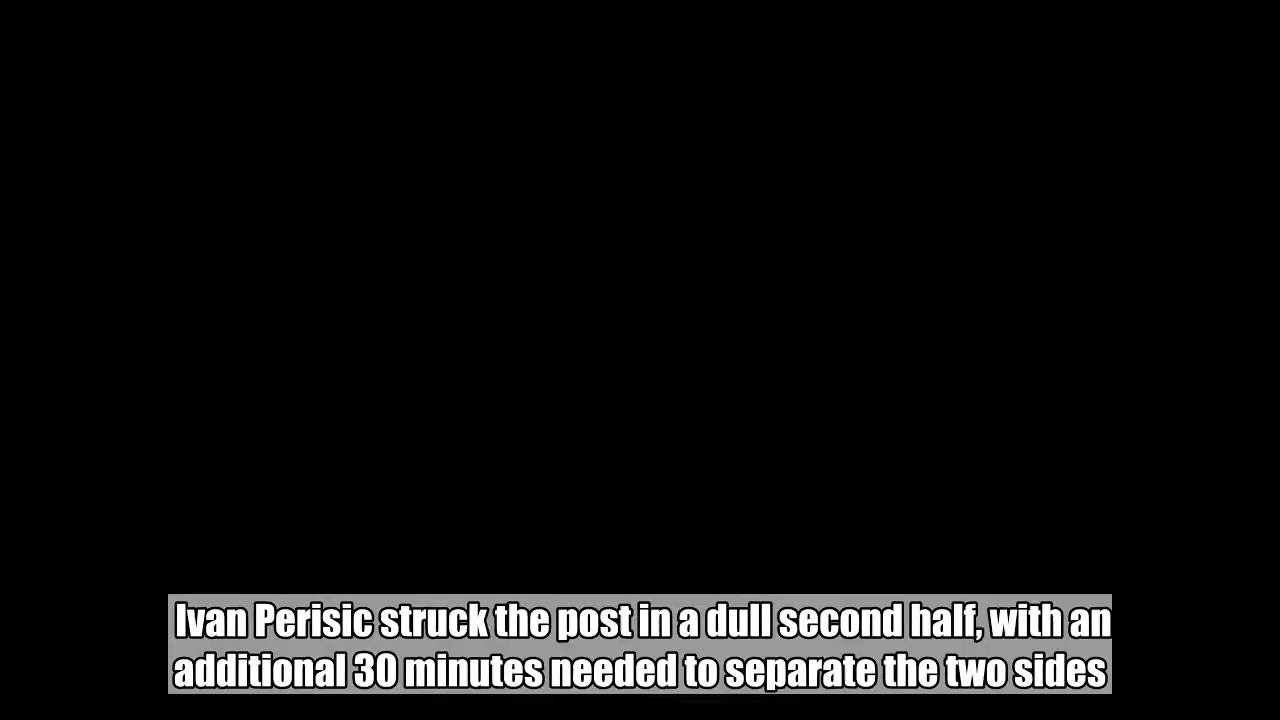 Ivan Perisic struck the post in a dull second half, with an
additional 30 minutes needed to separate the two sides